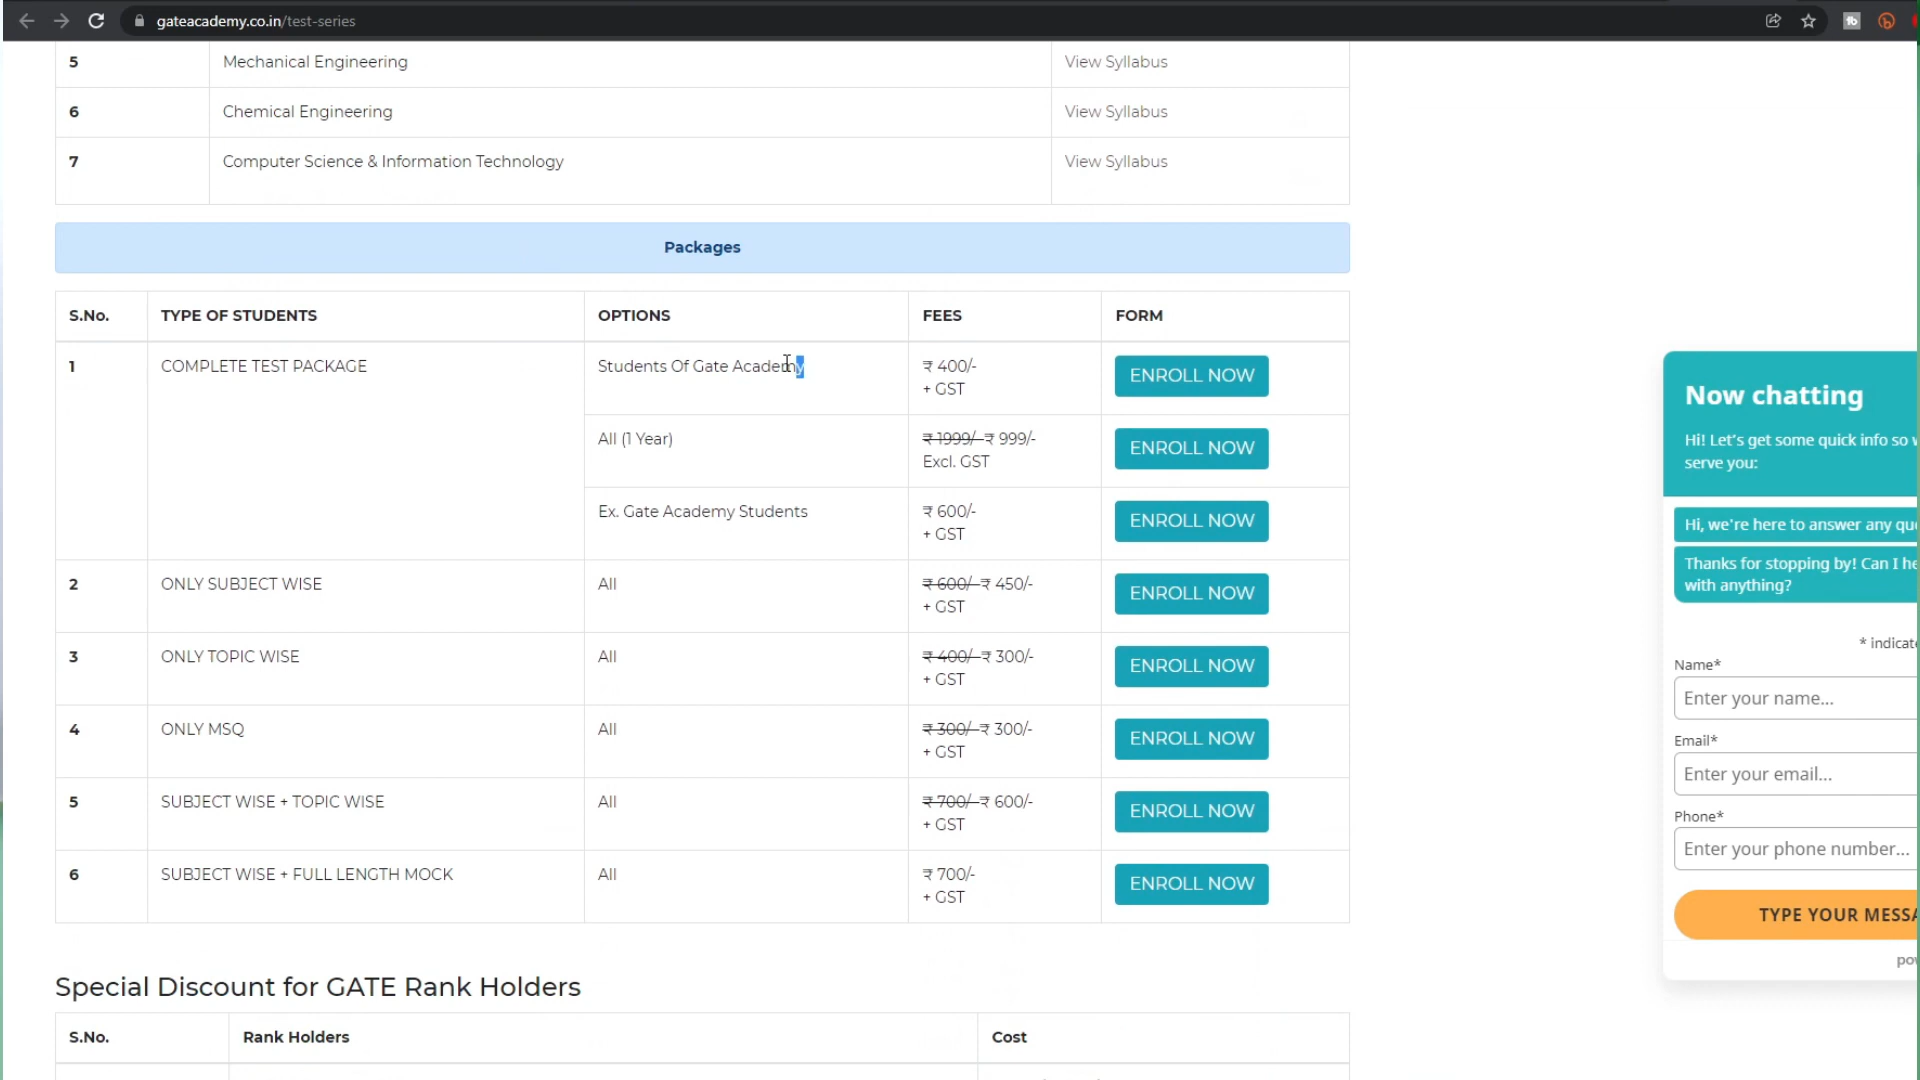 gateacademy.co.in/test-series
5 Mechanical Engineering View Syllabus
6 Chemical Engineering View Syllabus
7 Computer Science & Information Technology View Syllabus
Packages
S.No. TYPE OF STUDENTS OPTIONS FEES FORM
1 COMPLETE TEST PACKAGE Students Of Gate Academy ₹ 400/- ENROLL NOW
+ GST
All (1 Year) ₹ 1999/- ₹ 999/- ENROLL NOW
Excl. GST
Ex. Gate Academy Students ₹ 600/- ENROLL NOW
+ GST
2 ONLY SUBJECT WISE All ₹ 600/- ₹ 450/- ENROLL NOW
+ GST
3 ONLY TOPIC WISE All ₹ 400/- ₹ 300/- ENROLL NOW
+ GST
4 ONLY MSQ All ₹ 300/- ₹ 300/- ENROLL NOW
+ GST
5 SUBJECT WISE + TOPIC WISE All ₹ 700/- ₹ 600/- ENROLL NOW
+ GST
6 SUBJECT WISE + FULL LENGTH MOCK All ₹ 700/- ENROLL NOW
+ GST
Special Discount for GATE Rank Holders
S.No. Rank Holders Cost
Now chatting
Hi! Let's get some quick info so
serve you:
Hi, we're here to answer any
Thanks for stopping by! Can I
with anything?
*
Name*
Enter your name...
Email*
Enter your email...
Phone*
Enter your phone number...
TYPE YOUR